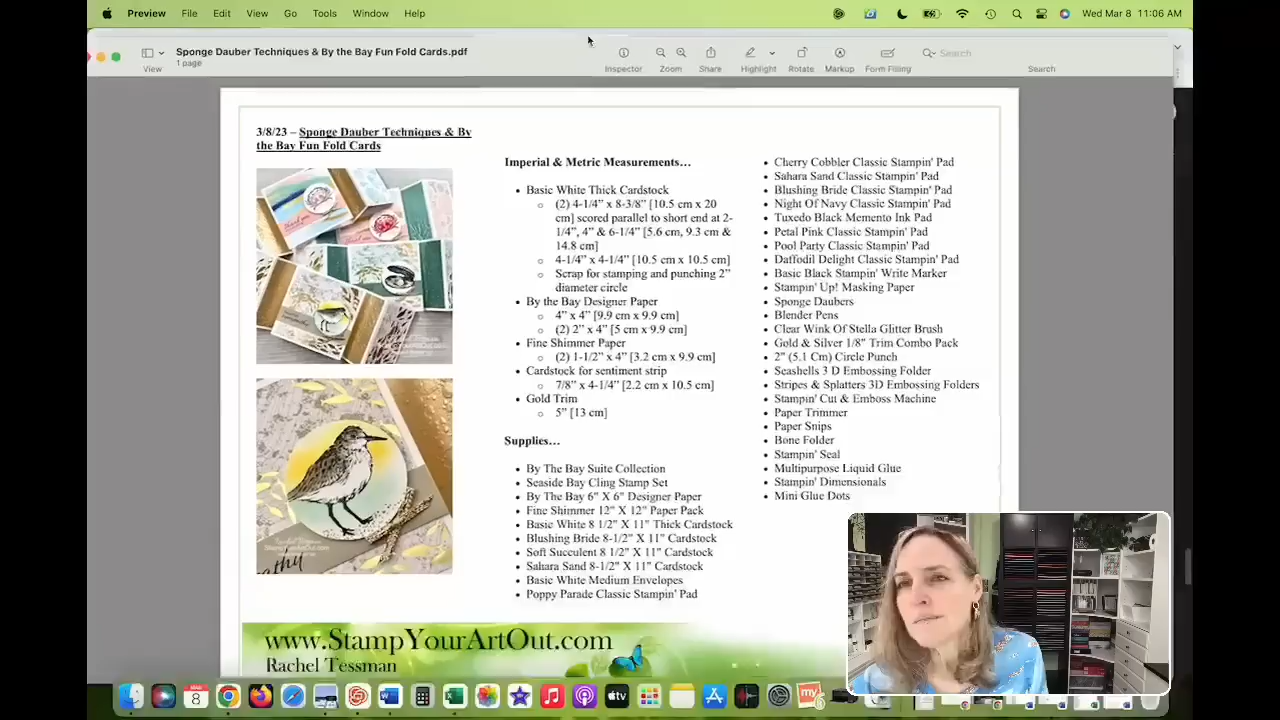 Preview File Edit View Go Tools Window Help
Wed Mar 8 11:06 AM
Sponge Dauber Techniques & By the Bay Fun Fold Cards.pdf
1 page
View
Inspector Zoom Share Highlight Rotate Markup Form Filling Search
Search
3/8/23 – Sponge Dauber Techniques & By
the Bay Fun Fold Cards
Imperial & Metric Measurements…
• Basic White Thick Cardstock
o (2) 4-1/4” x 8-3/8” [10.5 cm x 20
cm] scored parallel to short end at 2-
1/4”, 4” & 6-1/4” [5.6 cm, 9.3 cm &
14.8 cm]
o 4-1/4” x 4-1/4” [10.5 cm x 10.5 cm]
o Scrap for stamping and punching 2”
diameter circle
• By the Bay Designer Paper
o 4” x 4” [9.9 cm x 9.9 cm]
o (2) 2” x 4” [5 cm x 9.9 cm]
• Fine Shimmer Paper
o (2) 1-1/2” x 4” [3.2 cm x 9.9 cm]
• Cardstock for sentiment strip
o 7/8” x 4-1/4” [2.2 cm x 10.5 cm]
• Gold Trim
o 5” [13 cm]
Supplies…
• By The Bay Suite Collection
• Seaside Bay Cling Stamp Set
• By The Bay 6" X 6" Designer Paper
• Fine Shimmer 12" X 12" Paper Pack
• Basic White 8 1/2" X 11" Thick Cardstock
• Blushing Bride 8-1/2" X 11" Cardstock
• Soft Succulent 8 1/2" X 11" Cardstock
• Sahara Sand 8-1/2" X 11" Cardstock
• Basic White Medium Envelopes
• Poppy Parade Classic Stampin' Pad
• Cherry Cobbler Classic Stampin' Pad
• Sahara Sand Classic Stampin' Pad
• Blushing Bride Classic Stampin' Pad
• Night Of Navy Classic Stampin' Pad
• Tuxedo Black Memento Ink Pad
• Petal Pink Classic Stampin' Pad
• Pool Party Classic Stampin' Pad
• Daffodil Delight Classic Stampin' Pad
• Basic Black Stampin' Write Marker
• Stampin' Up! Masking Paper
• Sponge Daubers
• Blender Pens
• Clear Wink Of Stella Glitter Brush
• Gold & Silver 1/8" Trim Combo Pack
• 2" (5.1 Cm) Circle Punch
• Seashells 3 D Embossing Folder
• Stripes & Splatters 3D Embossing Folders
• Stampin' Cut & Emboss Machine
• Paper Trimmer
• Paper Snips
• Bone Folder
• Stampin' Seal
• Multipurpose Liquid Glue
• Stampin' Dimensionals
• Mini Glue Dots
www.StampYourArtOut.com
Rachel Tessman
MAR
8
tv
my